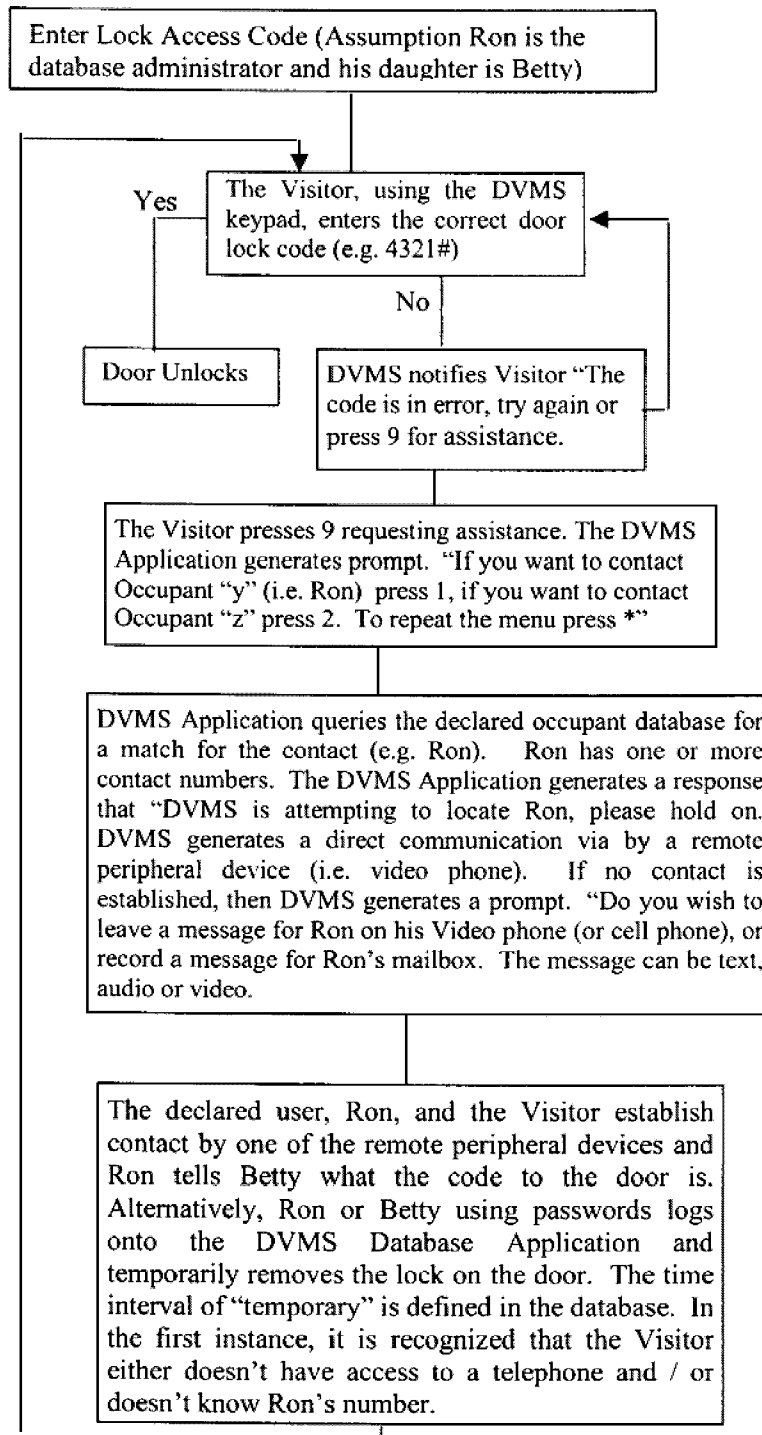 Enter Lock Access Code (Assumption Ron is the
database administrator and his daughter is Betty)
Yes
The Visitor, using the DVMS
keypad, enters the correct door
lock code (e.g. 4321#)
No
Door Unlocks
DVMS notifies Visitor “The
code is in error, try again or
press 9 for assistance.
The Visitor presses 9 requesting assistance. The DVMS
Application generates prompt. “If you want to contact
Occupant “y” (i.e. Ron) press 1, if you want to contact
Occupant “z” press 2. To repeat the menu press *”
DVMS Application queries the declared occupant database for
a match for the contact (e.g. Ron). Ron has one or more
contact numbers. The DVMS Application generates a response
that “DVMS is attempting to locate Ron, please hold on.
DVMS generates a direct communication via by a remote
peripheral device (i.e. video phone). If no contact is
established, then DVMS generates a prompt. “Do you wish to
leave a message for Ron on his Video phone (or cell phone), or
record a message for Ron’s mailbox. The message can be text,
audio or video.
The declared user, Ron, and the Visitor establish
contact by one of the remote peripheral devices and
Ron tells Betty what the code to the door is.
Alternatively, Ron or Betty using passwords logs
onto the DVMS Database Application and
temporarily removes the lock on the door. The time
interval of “temporary” is defined in the database. In
the first instance, it is recognized that the Visitor
either doesn’t have access to a telephone and / or
doesn’t know Ron’s number.